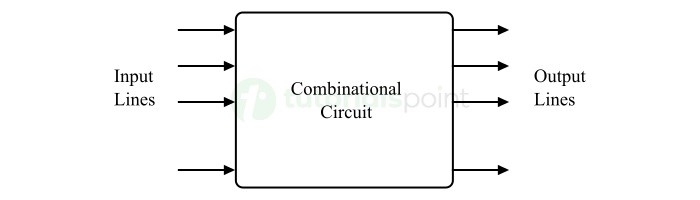 Input
Lines
Combinational
Circuit
tutorialspoint
Output
Lines